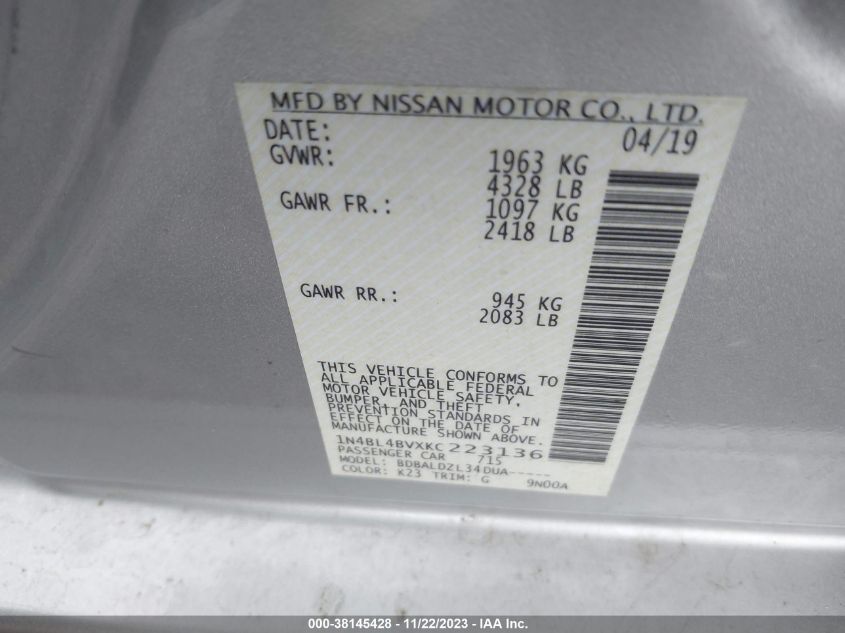 MFD BY NISSAN MOTOR CO., LTD.
DATE: 04/19
GVWR: 1963 KG
4328 LB
GAWR FR.: 1097 KG
2418 LB
GAWR RR.: 945 KG
2083 LB
THIS VEHICLE CONFORMS TO
ALL APPLICABLE FEDERAL
MOTOR VEHICLE SAFETY,
BUMPER, AND THEFT
PREVENTION STANDARDS IN
EFFECT ON THE DATE OF
MANUFACTURE SHOWN ABOVE.
1N4BL4BVXKC223136
PASSENGER CAR 715
MODEL: BDBALDZL34DUA-----
COLOR: K23 TRIM: G 9N00A
000-38145428 - 11/22/2023 - IAA Inc.